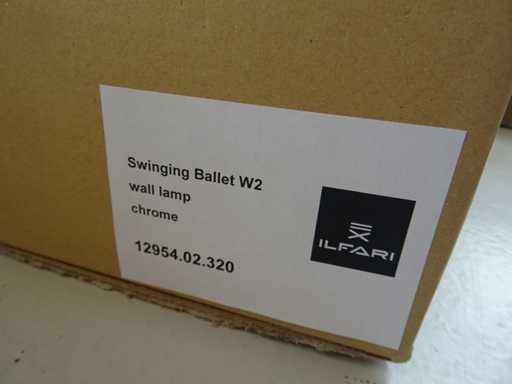 Swinging Ballet W2
wall lamp
chrome
12954.02.320
ILFARI